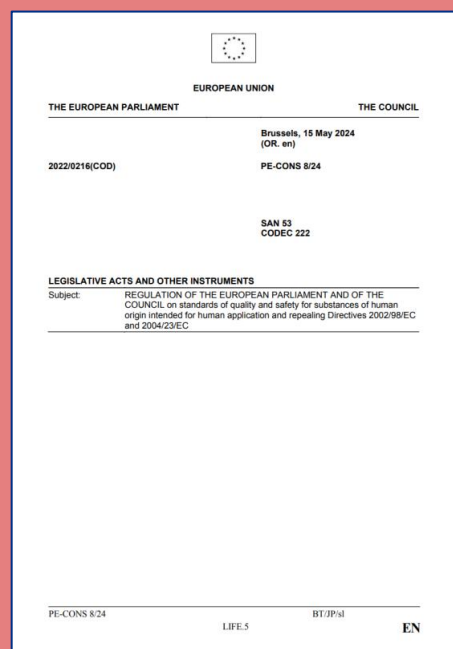 EUROPEAN UNION
THE EUROPEAN PARLIAMENT THE COUNCIL
Brussels, 15 May 2024
(OR. en)
2022/0216(COD) PE-CONS 8/24
SAN 53
CODEC 222
LEGISLATIVE ACTS AND OTHER INSTRUMENTS
Subject: REGULATION OF THE EUROPEAN PARLIAMENT AND OF THE
COUNCIL on standards of quality and safety for substances of human
origin intended for human application and repealing Directives 2002/98/EC
and 2004/23/EC
PE-CONS 8/24 BT/JP/sl
LIFE.5 EN